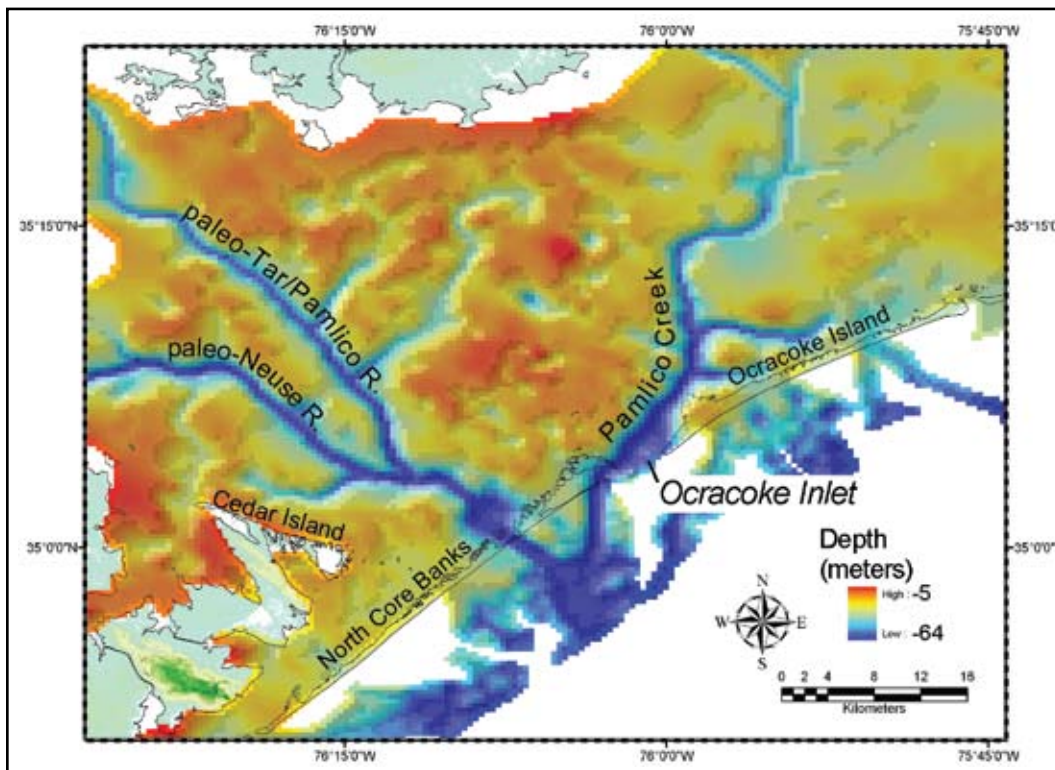 76°15'0"W
76°0'0"W
75°45'0"W
35°15'0"N
35°15'0"N
paleo-Tar/Pamlico R.
paleo-Neuse R.
Pamlico Creek
Ocracoke Island
Ocracoke Inlet
Cedar Island
North Core Banks
35°0'0"N
35°0'0"N
Depth
(meters)
High : -5
Low : -64
N
W E
S
0 2 4 8 12 16
Kilometers
76°15'0"W
76°0'0"W
75°45'0"W